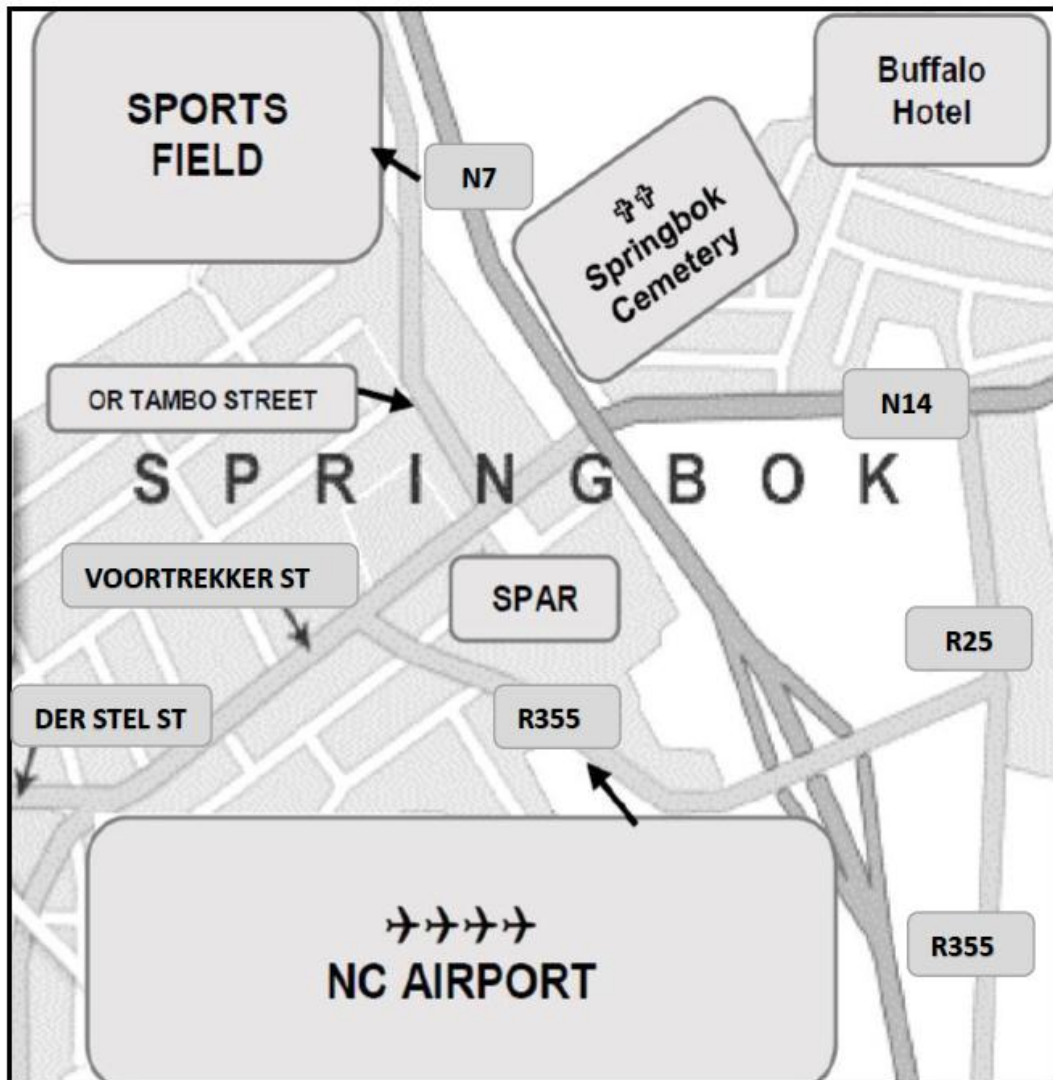 SPORTS
FIELD
Buffalo
Hotel
N7
Springbok
Cemetery
OR TAMBO STREET
N14
SPRINGBOK
VOORTREKKER ST
SPAR
R25
DER STEL ST
R355
NC AIRPORT
R355